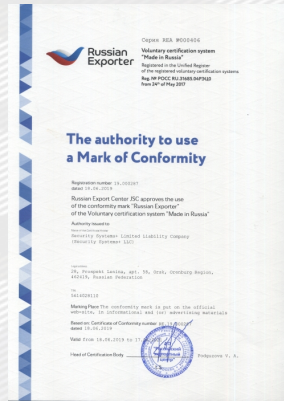 Серия REA №000406
Russian
Exporter
Voluntary certification system
"Made in Russia"
Registered in the Unified Register
of the registered voluntary certification systems
from 24th of May 2017
The authority to use
a Mark of Conformity
Registration number
dated 18.06.2019
Russian Export Center JSC approves the use
of the conformity mark "Russian Exporter"
of the Voluntary certification system "Made in Russia"
Authority issued to
Security Systems+ Limited Liability Company
(Security Systems+ LLC)
28, Prospekt Lenina, apt. 58, Orsk, Orenburg Region,
462419, Russian Federation
5614028110
Marking Place The conformity mark is put on the official
web-site, in informational and (or) advertising materials
Based on: Certificate of Conformity number
dated 18.06.2019
Valid from 18.06.2019 to
Head of Certification Body